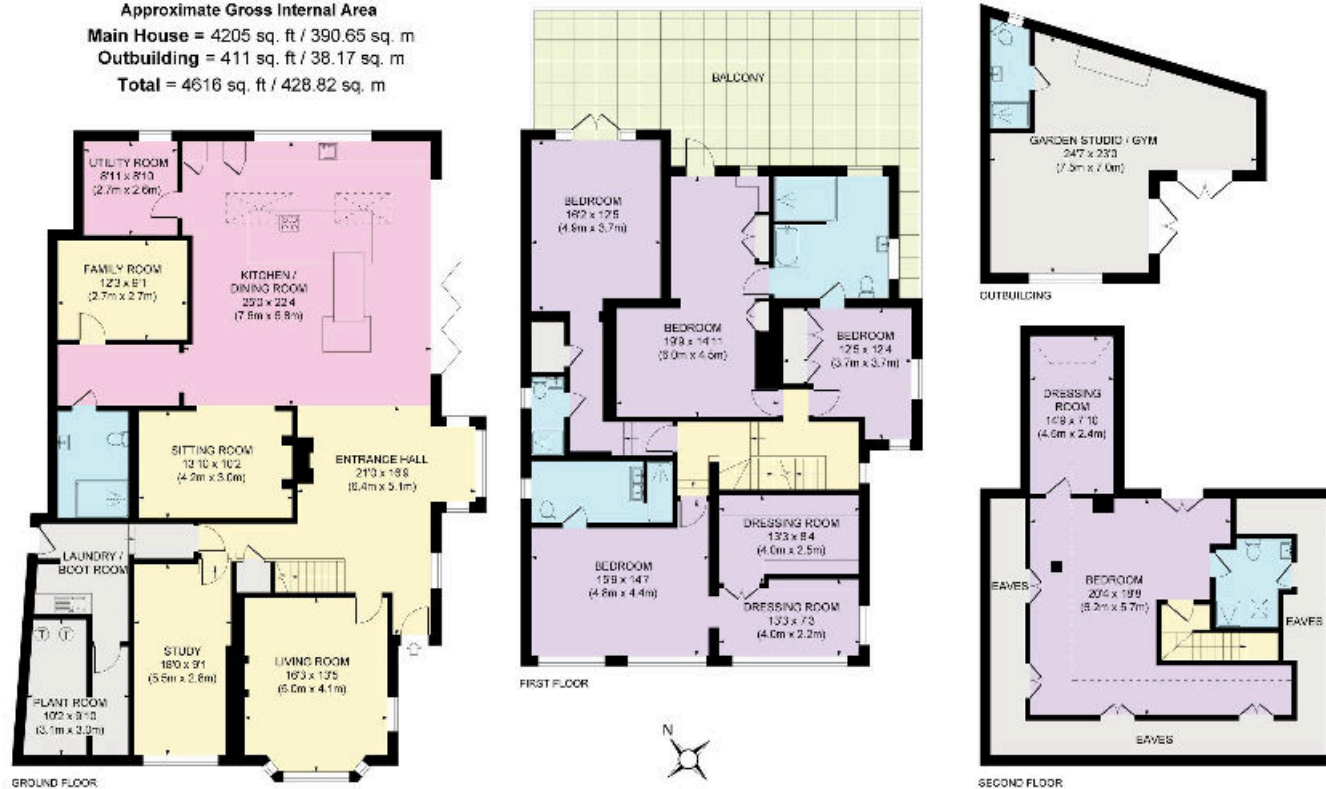 Approximate Gross Internal Area
Main House = 4205 sq. ft / 390.65 sq. m
Outbuilding = 411 sq. ft / 38.17 sq. m
Total = 4616 sq. ft / 428.82 sq. m
UTILITY ROOM
8'11 x 8'10
(2.7m x 2.6m)
FAMILY ROOM
12'3 x 9'1
(2.7m x 2.7m)
KITCHEN /
DINING ROOM
25'0 x 22'4
(7.6m x 6.8m)
SITTING ROOM
13'10 x 10'2
(4.2m x 3.0m)
ENTRANCE HALL
21'0 x 16'9
(6.4m x 5.1m)
LAUNDRY /
BOOT ROOM
T T
PLANT ROOM
10'2 x 9'10
(3.1m x 3.0m)
STUDY
18'0 x 9'1
(5.5m x 2.8m)
LIVING ROOM
16'3 x 13'5
(5.0m x 4.1m)
GROUND FLOOR
BALCONY
BEDROOM
16'2 x 12'5
(4.9m x 3.7m)
BEDROOM
19'9 x 14'11
(6.0m x 4.5m)
BEDROOM
12'5 x 12'4
(3.7m x 3.7m)
BEDROOM
15'9 x 14'7
(4.8m x 4.4m)
DRESSING ROOM
13'3 x 8'4
(4.0m x 2.5m)
DRESSING ROOM
13'3 x 7'3
(4.0m x 2.2m)
FIRST FLOOR
N
GARDEN STUDIO / GYM
24'7 x 23'0
(7.5m x 7.0m)
OUTBUILDING
DRESSING
ROOM
14'9 x 7'10
(4.5m x 2.4m)
EAVES
BEDROOM
20'4 x 18'8
(6.2m x 5.7m)
EAVES
EAVES
SECOND FLOOR